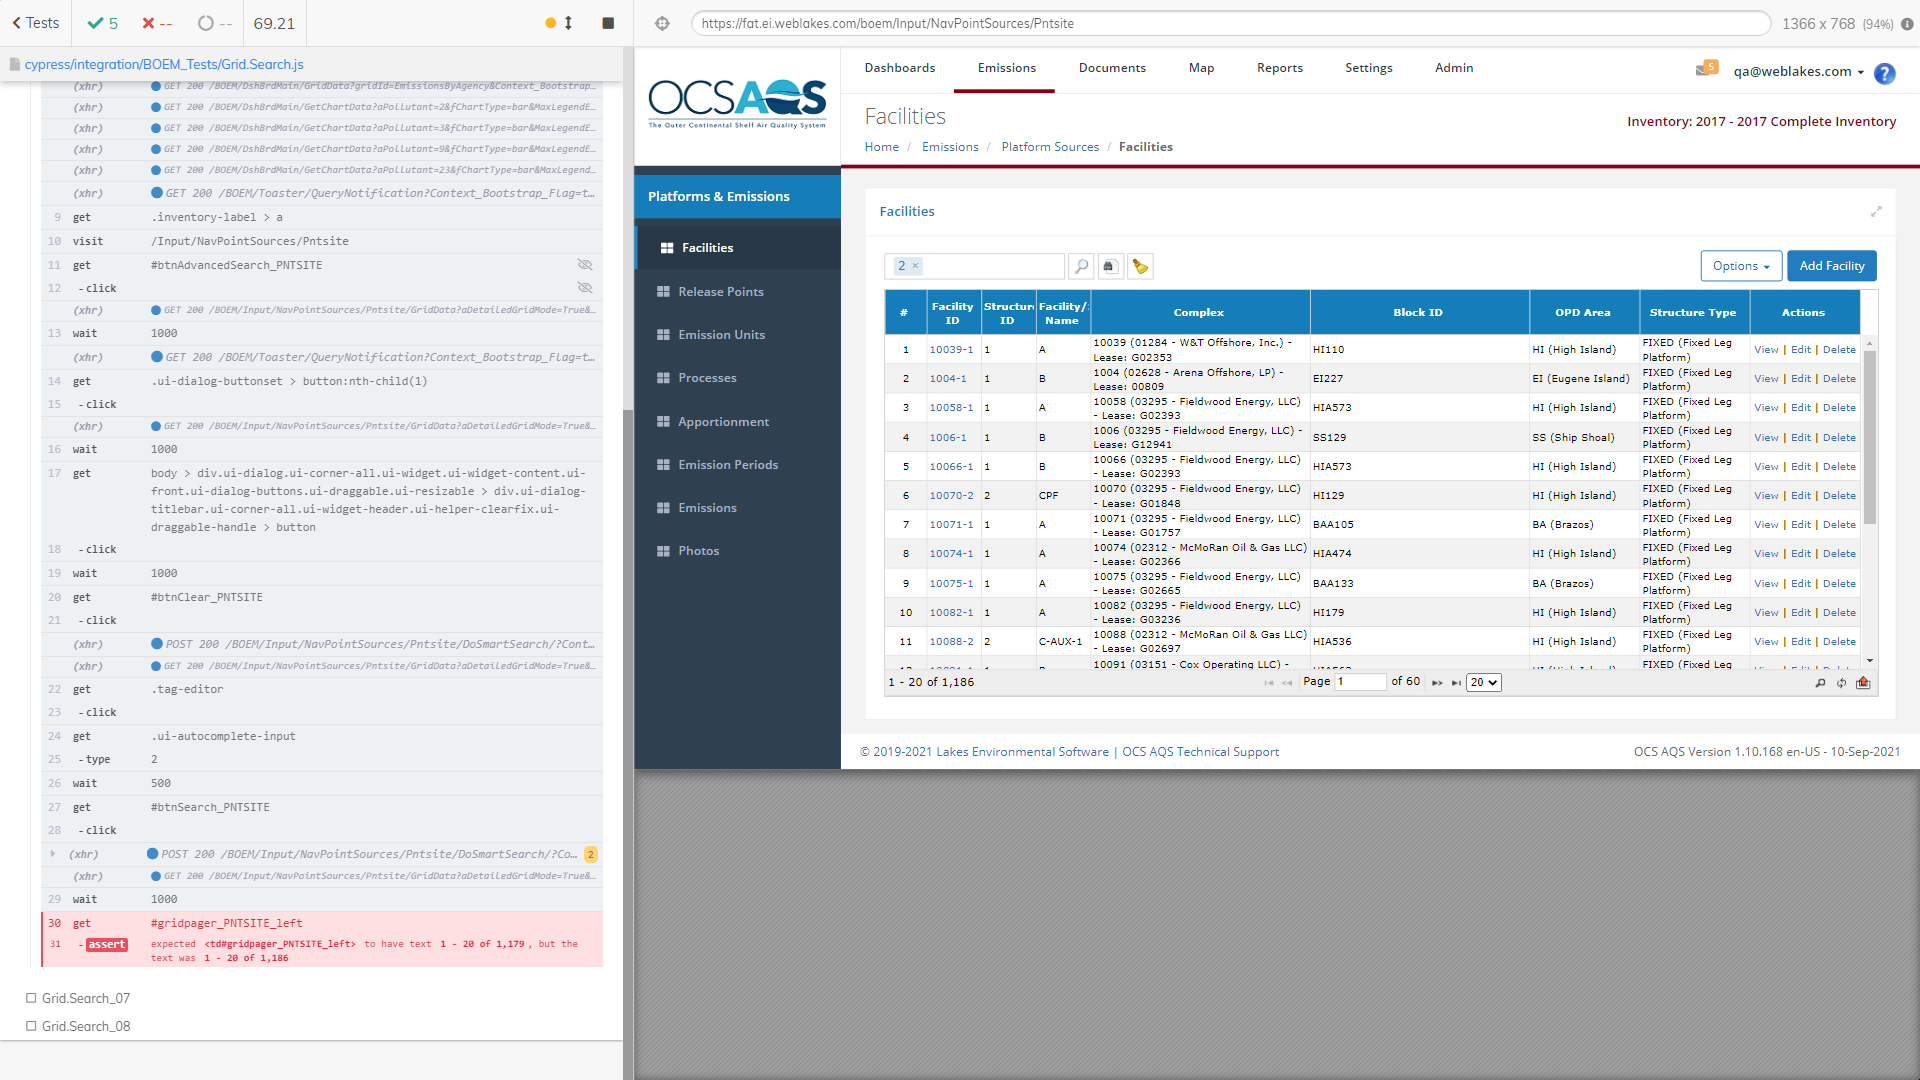 Tests
5
--
--
69.21
https://fat.ei.weblakes.com/boem/Input/NavPointSources/Pntsite
1366 x 768 (94%)
cypress/integration/BOEM_Tests/Grid.Search.js
(xhr) GET 200 /BOEM/DshBrdMain/GridData?gridId=EmissionsByAgency&Context_Bootstrap…
(xhr) GET 200 /BOEM/DshBrdMain/GetChartData?aPollutant=2&fChartType=bar&MaxLegendE…
(xhr) GET 200 /BOEM/DshBrdMain/GetChartData?aPollutant=3&fChartType=bar&MaxLegendE…
(xhr) GET 200 /BOEM/DshBrdMain/GetChartData?aPollutant=9&fChartType=bar&MaxLegendE…
(xhr) GET 200 /BOEM/DshBrdMain/GetChartData?aPollutant=23&fChartType=bar&MaxLegend…
(xhr) GET 200 /BOEM/Toaster/QueryNotification?Context_Bootstrap_Flag=t…
9 get .inventory-label > a
10 visit /Input/NavPointSources/Pntsite
11 get #btnAdvancedSearch_PNTSITE
12 -click
(xhr) GET 200 /BOEM/Input/NavPointSources/Pntsite/GridData?aDetailedGridMode=True&…
13 wait 1000
(xhr) GET 200 /BOEM/Toaster/QueryNotification?Context_Bootstrap_Flag=t…
14 get .ui-dialog-buttonset > button:nth-child(1)
15 -click
(xhr) GET 200 /BOEM/Input/NavPointSources/Pntsite/GridData?aDetailedGridMode=True&…
16 wait 1000
17 get body > div.ui-dialog.ui-corner-all.ui-widget.ui-widget-content.ui-
front.ui-dialog-buttons.ui-draggable.ui-resizable > div.ui-dialog-
titlebar.ui-corner-all.ui-widget-header.ui-helper-clearfix.ui-
draggable-handle > button
18 -click
19 wait 1000
20 get #btnClear_PNTSITE
21 -click
(xhr) POST 200 /BOEM/Input/NavPointSources/Pntsite/DoSmartSearch/?Cont…
(xhr) GET 200 /BOEM/Input/NavPointSources/Pntsite/GridData?aDetailedGridMode=True&…
22 get .tag-editor
23 -click
24 get .ui-autocomplete-input
25 -type 2
26 wait 500
27 get #btnSearch_PNTSITE
28 -click
(xhr) POST 200 /BOEM/Input/NavPointSources/Pntsite/DoSmartSearch/?Co… 2
(xhr) GET 200 /BOEM/Input/NavPointSources/Pntsite/GridData?aDetailedGridMode=True&…
29 wait 1000
30 get #gridpager_PNTSITE_left
31 -assert expected <td#gridpager_PNTSITE_left> to have text 1 - 20 of 1,179, but the
text was 1 - 20 of 1,186
Grid.Search_07
Grid.Search_08
OCSAQS
The Outer Continental Shelf Air Quality System
Dashboards Emissions Documents Map Reports Settings Admin
5 qa@weblakes.com ?
Facilities
Inventory: 2017 - 2017 Complete Inventory
Home / Emissions / Platform Sources / Facilities
Platforms & Emissions
Facilities
Release Points
Emission Units
Processes
Apportionment
Emission Periods
Emissions
Photos
Facilities
2 ×
Options Add Facility
# Facility ID Structur ID Facility/ Name Complex Block ID OPD Area Structure Type Actions
1 10039-1 1 A 10039 (01284 - W&T Offshore, Inc.) - Lease: G02353 HI110 HI (High Island) FIXED (Fixed Leg Platform) View | Edit | Delete
2 1004-1 1 B 1004 (02628 - Arena Offshore, LP) - Lease: 00809 EI227 EI (Eugene Island) FIXED (Fixed Leg Platform) View | Edit | Delete
3 10058-1 1 A 10058 (03295 - Fieldwood Energy, LLC) - Lease: G02393 HIA573 HI (High Island) FIXED (Fixed Leg Platform) View | Edit | Delete
4 1006-1 1 B 1006 (03295 - Fieldwood Energy, LLC) - Lease: G12941 SS129 SS (Ship Shoal) FIXED (Fixed Leg Platform) View | Edit | Delete
5 10066-1 1 B 10066 (03295 - Fieldwood Energy, LLC) - Lease: G02393 HIA573 HI (High Island) FIXED (Fixed Leg Platform) View | Edit | Delete
6 10070-2 2 CPF 10070 (03295 - Fieldwood Energy, LLC) - Lease: G01848 HI129 HI (High Island) FIXED (Fixed Leg Platform) View | Edit | Delete
7 10071-1 1 A 10071 (03295 - Fieldwood Energy, LLC) - Lease: G01757 BAA105 BA (Brazos) FIXED (Fixed Leg Platform) View | Edit | Delete
8 10074-1 1 A 10074 (02312 - McMoRan Oil & Gas LLC) - Lease: G02366 HIA474 HI (High Island) FIXED (Fixed Leg Platform) View | Edit | Delete
9 10075-1 1 A 10075 (03295 - Fieldwood Energy, LLC) - Lease: G02665 BAA133 BA (Brazos) FIXED (Fixed Leg Platform) View | Edit | Delete
10 10082-1 1 A 10082 (03295 - Fieldwood Energy, LLC) - Lease: G03236 HI179 HI (High Island) FIXED (Fixed Leg Platform) View | Edit | Delete
11 10088-2 2 C-AUX-1 10088 (02312 - McMoRan Oil & Gas LLC) - Lease: G02697 HIA536 HI (High Island) FIXED (Fixed Leg Platform) View | Edit | Delete
10091 (03151 - Cox Operating LLC) - FIXED (Fixed Leg
1 - 20 of 1,186 Page 1 of 60 20
© 2019-2021 Lakes Environmental Software | OCS AQS Technical Support
OCS AQS Version 1.10.168 en-US - 10-Sep-2021